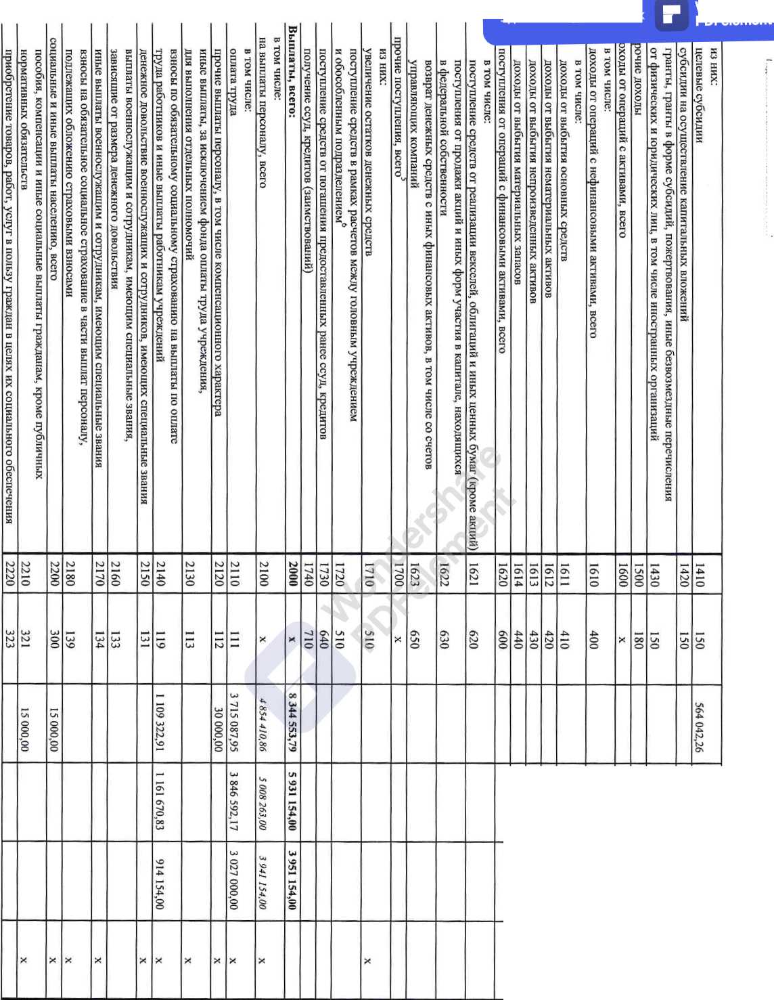 из них:
целевые субсидии 1410 150 564 042,26
субсидии на осуществление капитальных вложений 1420 150
гранты, гранты в форме субсидий, пожертвования, иные безвозмездные перечисления
от физических и юридических лиц, в том числе иностранных организаций 1430 150
рочие доходы 1500 180
оходы от операций с активами, всего 1600 x
в том числе:
доходы от операций с нефинансовыми активами, всего 1610 400
в том числе:
доходы от выбытия основных средств 1611 410
доходы от выбытия нематериальных активов 1612 420
доходы от выбытия непроизведенных активов 1613 430
доходы от выбытия материальных запасов 1614 440
поступления от операций с финансовыми активами, всего 1620 600
в том числе:
поступление средств от реализации векселей, облигаций и иных ценных бумаг (кроме акций) 1621 620
поступления от продажи акций и иных форм участия в капитале, находящихся
в федеральной собственности 1622 630
возврат денежных средств с иных финансовых активов, в том числе со счетов
управляющих компаний 1623 650
прочие поступления, всего5 1700 x
из них:
увеличение остатков денежных средств 1710 510 x
поступление средств в рамках расчетов между головным учреждением
и обособленным подразделением6 1720 510
поступление средств от погашения предоставленных ранее ссуд, кредитов 1730 640
получение ссуд, кредитов (заимствований) 1740 710
Выплаты, всего: 2000 x 8 344 553,79 5 931 154,00 3 951 154,00
в том числе:
на выплаты персоналу, всего 2100 x 4 854 410,86 5 008 263,00 3 941 154,00 x
в том числе:
оплата труда 2110 111 3 715 087,95 3 846 592,17 3 027 000,00 x
прочие выплаты персоналу, в том числе компенсационного характера 2120 112 30 000,00 x
иные выплаты, за исключением фонда оплаты труда учреждения,
для выполнения отдельных полномочий 2130 113 x
взносы по обязательному социальному страхованию на выплаты по оплате
труда работников и иные выплаты работникам учреждений 2140 119 1 109 322,91 1 161 670,83 914 154,00 x
денежное довольствие военнослужащих и сотрудников, имеющих специальные звания 2150 131 x
выплаты военнослужащим и сотрудникам, имеющим специальные звания,
зависящие от размера денежного довольствия 2160 133
иные выплаты военнослужащим и сотрудникам, имеющим специальные звания 2170 134 x
взносы на обязательное социальное страхование в части выплат персоналу,
подлежащих обложению страховыми взносами 2180 139 x
социальные и иные выплаты населению, всего 2200 300 15 000,00 x
пособия, компенсации и иные социальные выплаты гражданам, кроме публичных
нормативных обязательств 2210 321 15 000,00 x
приобретение товаров, работ, услуг в пользу граждан в целях их социального обеспечения 2220 323
Wondershare
PDFelement